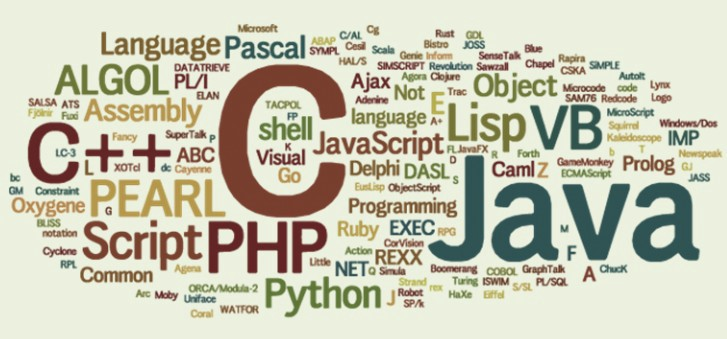 Microsoft
Language Pascal
ABAP C/AL Cg
SYMPL Cesil Scala
HAL/S
Rust GDL
Bistro JOSS
Genie Inform
SenseTalk Blue
SIMSCRIPT Revolution Sawzall Chapel
Rapira
CSKA SiMPLE
ALGOL DATATRIEVE
PL/I
ELAN
C
Ajax Agora Clojure
Adenine Not E Trac
Object
Microcode code AutoIt Lynx
SAM76 Redcode Logo
SALSA ATS
Fjölnir Fuxi
Assembly
TACPOL
FP
shell
K
language A+
Lisp VB
MicroScript
Squirrel Windows/Dos
Kaleidoscope IMP
C++ LC-3
Fancy SuperTalk P
L XOTcl dc ABC
Cayenne
Visual
Go
JavaScript
D FL JavaFX R Forth
b T Newspeak
GameMonkey Prolog GJ
ECMAScript JASS
bc
GM Constraint
Oxygene
G
PEARL
Delphi DASL
S
Caml Z
EusLisp ObjectScript
Programming
Java
BLISS
notation
Script PHP
Ruby EXEC RPG
CorVision
Action REXX
M
F
A ChucK
Cyclone
RPL
Common
Agena
Little
NET Q Simula
Boomerang COBOL GraphTalk
Turing ISWIM S/SL PL/SQL
Arc Moby
ORCA/Modula-2
Uniface
WATFOR
Coral
Python
Strand rex
J Robot
SP/k
HaXe Eiffel